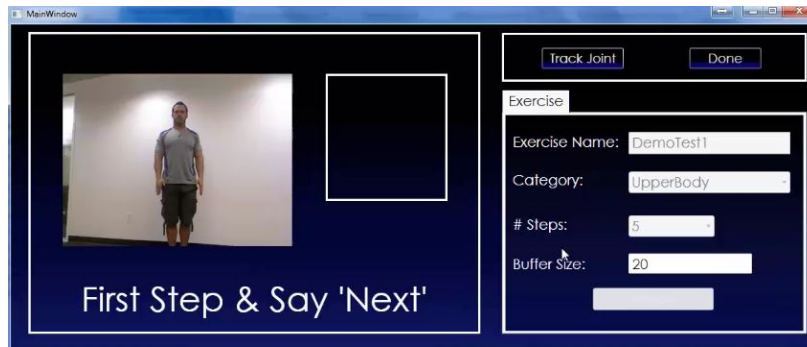 MainWindow
Track Joint
Done
Exercise
Exercise Name: DemoTest1
Category: UpperBody
# Steps: 5
Buffer Size: 20
First Step & Say 'Next'